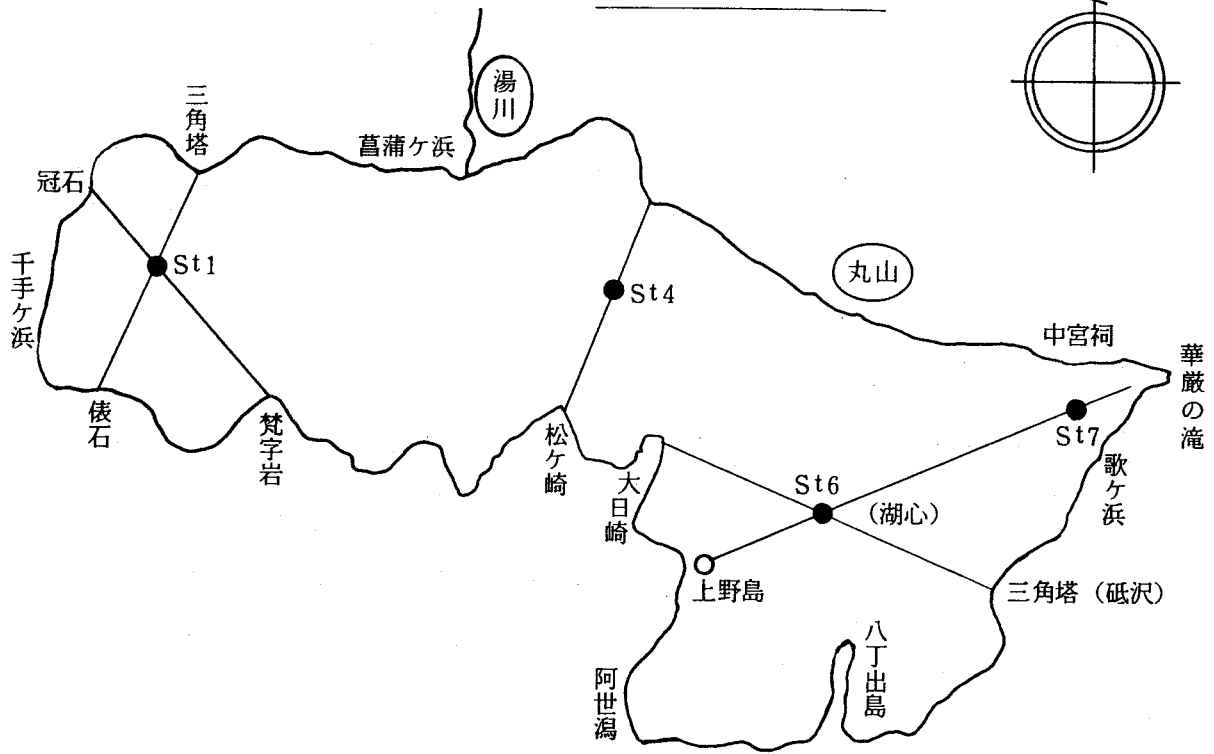 湯川
三角塔
菖蒲ケ浜
冠石
St1
千手ケ浜
St4
丸山
中宮祠
華厳の滝
俵石
梵字岩
松ケ崎
St7
歌ケ浜
大日崎
St6
(湖心)
上野島
三角塔(砥沢)
八丁出島
阿世潟